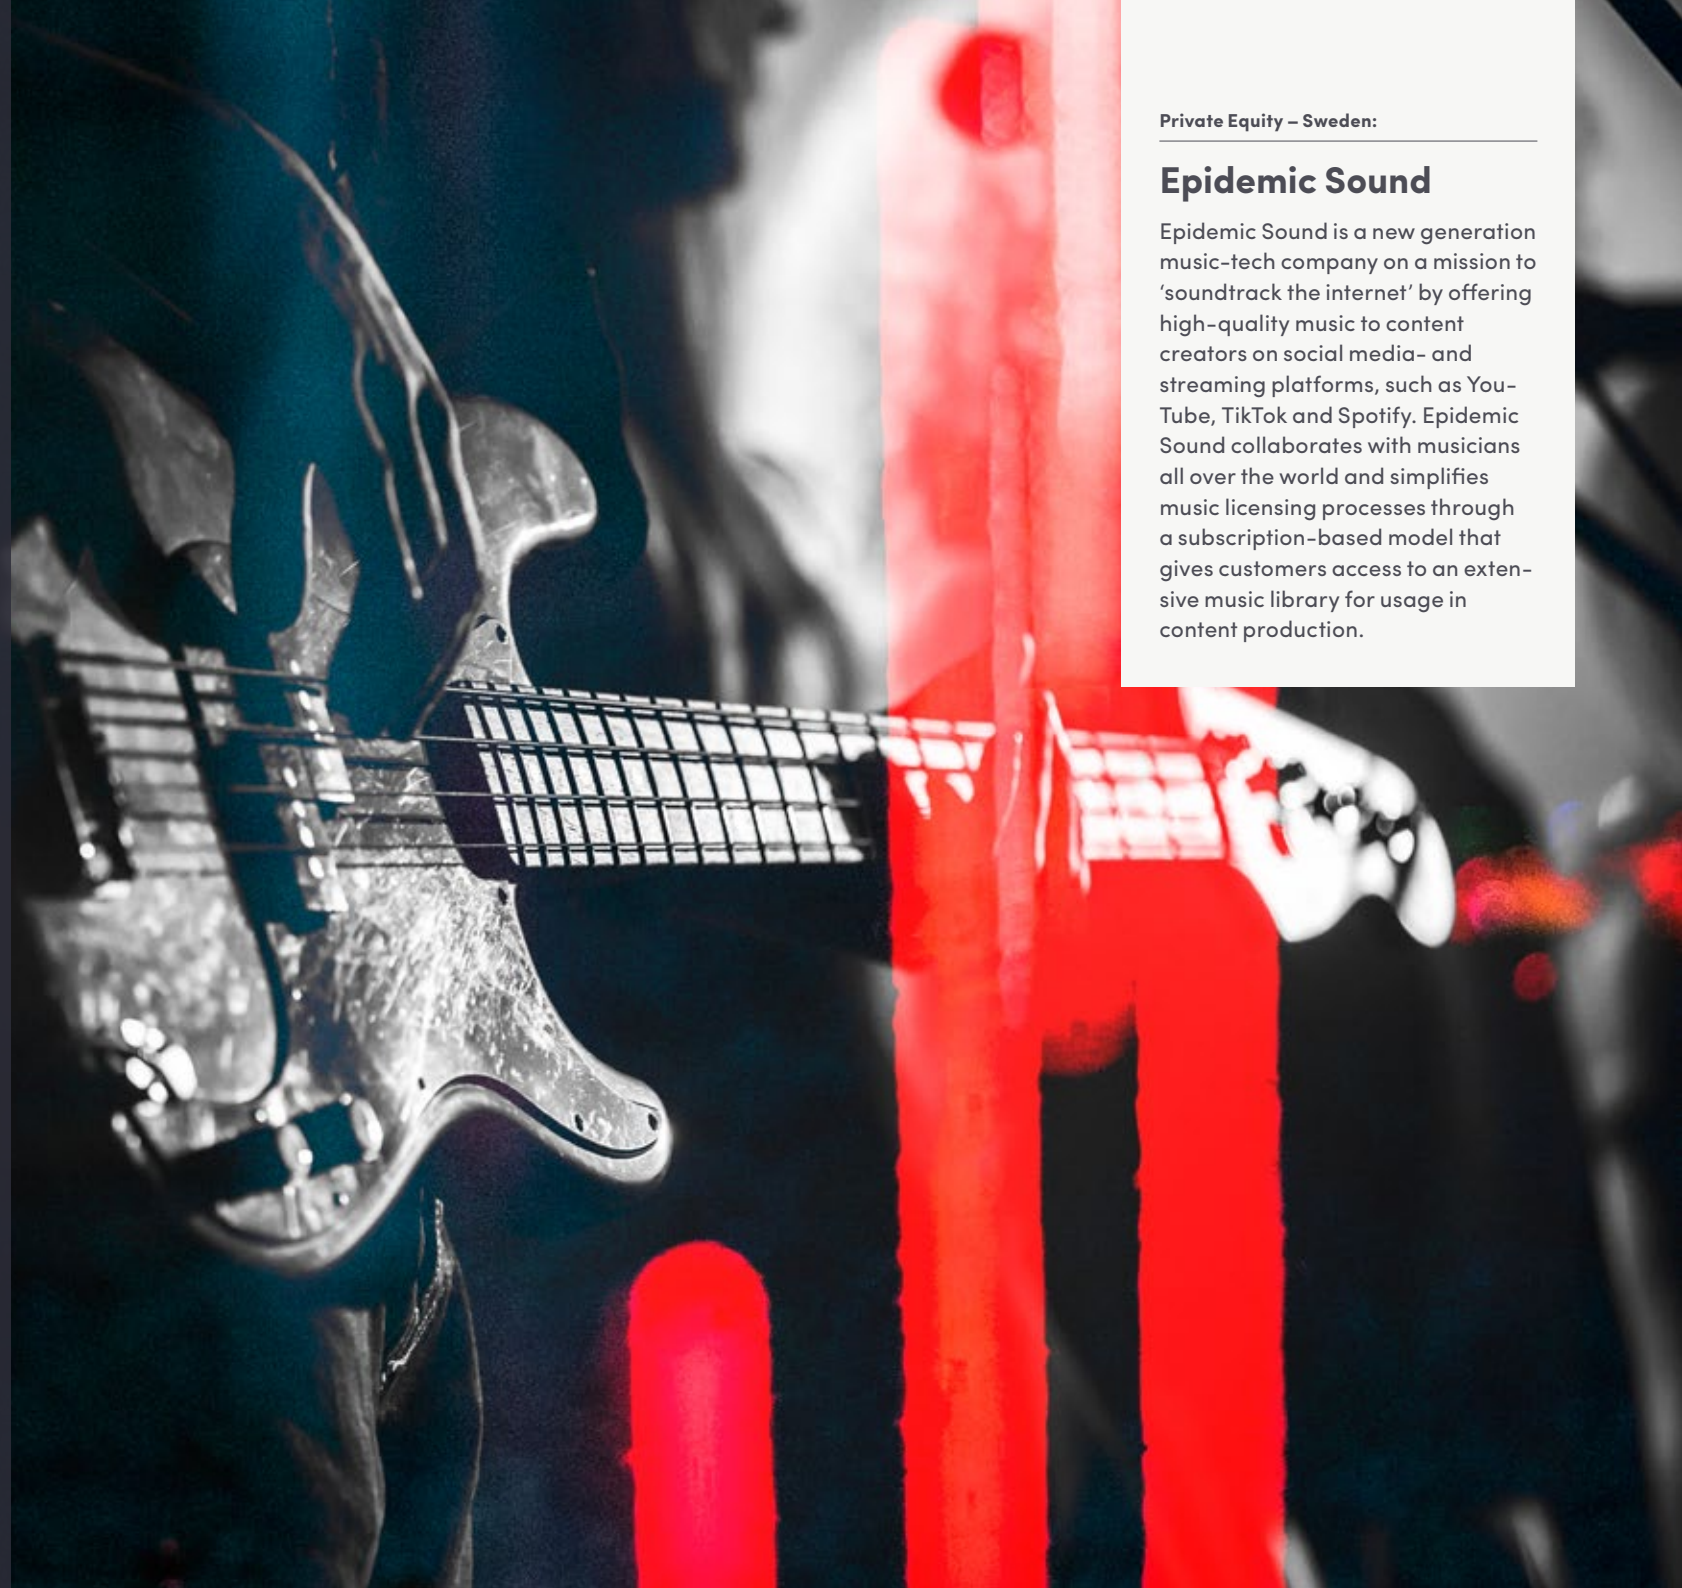 Private Equity – Sweden:
Epidemic Sound
Epidemic Sound is a new generation
music-tech company on a mission to
‘soundtrack the internet’ by offering
high-quality music to content
creators on social media- and
streaming platforms, such as You-
Tube, TikTok and Spotify. Epidemic
Sound collaborates with musicians
all over the world and simplifies
music licensing processes through
a subscription-based model that
gives customers access to an exten-
sive music library for usage in
content production.